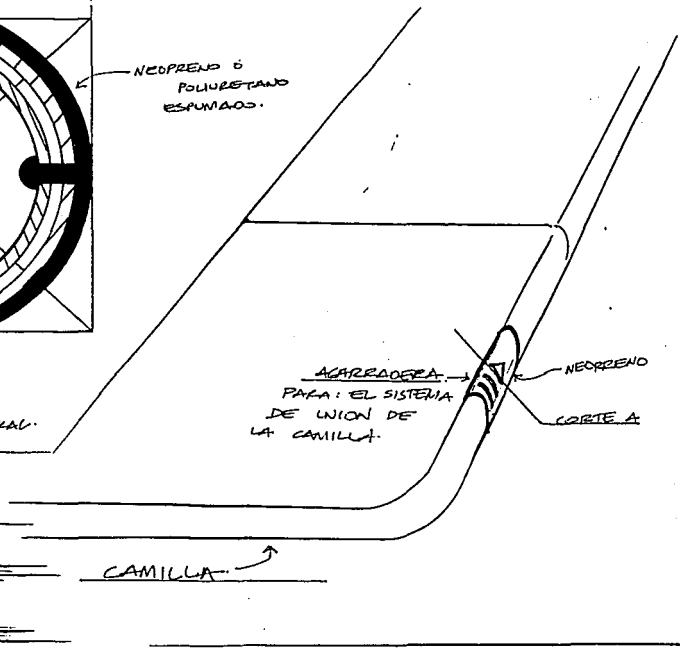 NEOPRENO Ó
POLIURETANO
ESPUMADO.
AGARRADERA
PARA: EL SISTEMA
DE UNION DE
LA CAMILLA.
NEOPRENO
CORTE A
CAMILLA